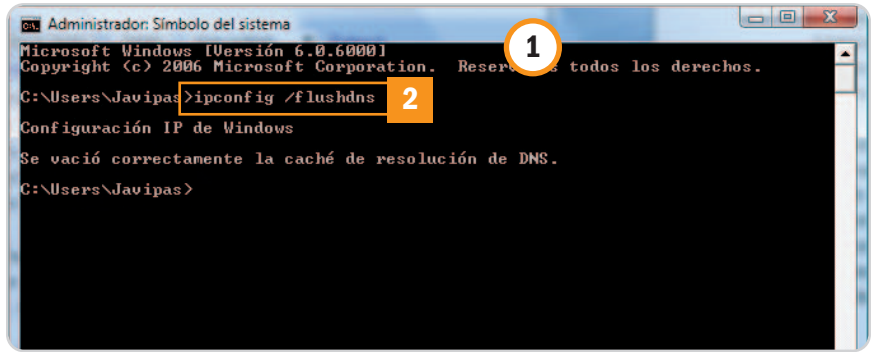 Administrador: Símbolo del sistema
Microsoft Windows [Versión 6.0.6000]
1
Copyright (c) 2006 Microsoft Corporation. todos los derechos.
C:\Users\Javipas>ipconfig /flushdns
2
Configuración IP de Windows
Se vació correctamente la caché de resolución de DNS.
C:\Users\Javipas>